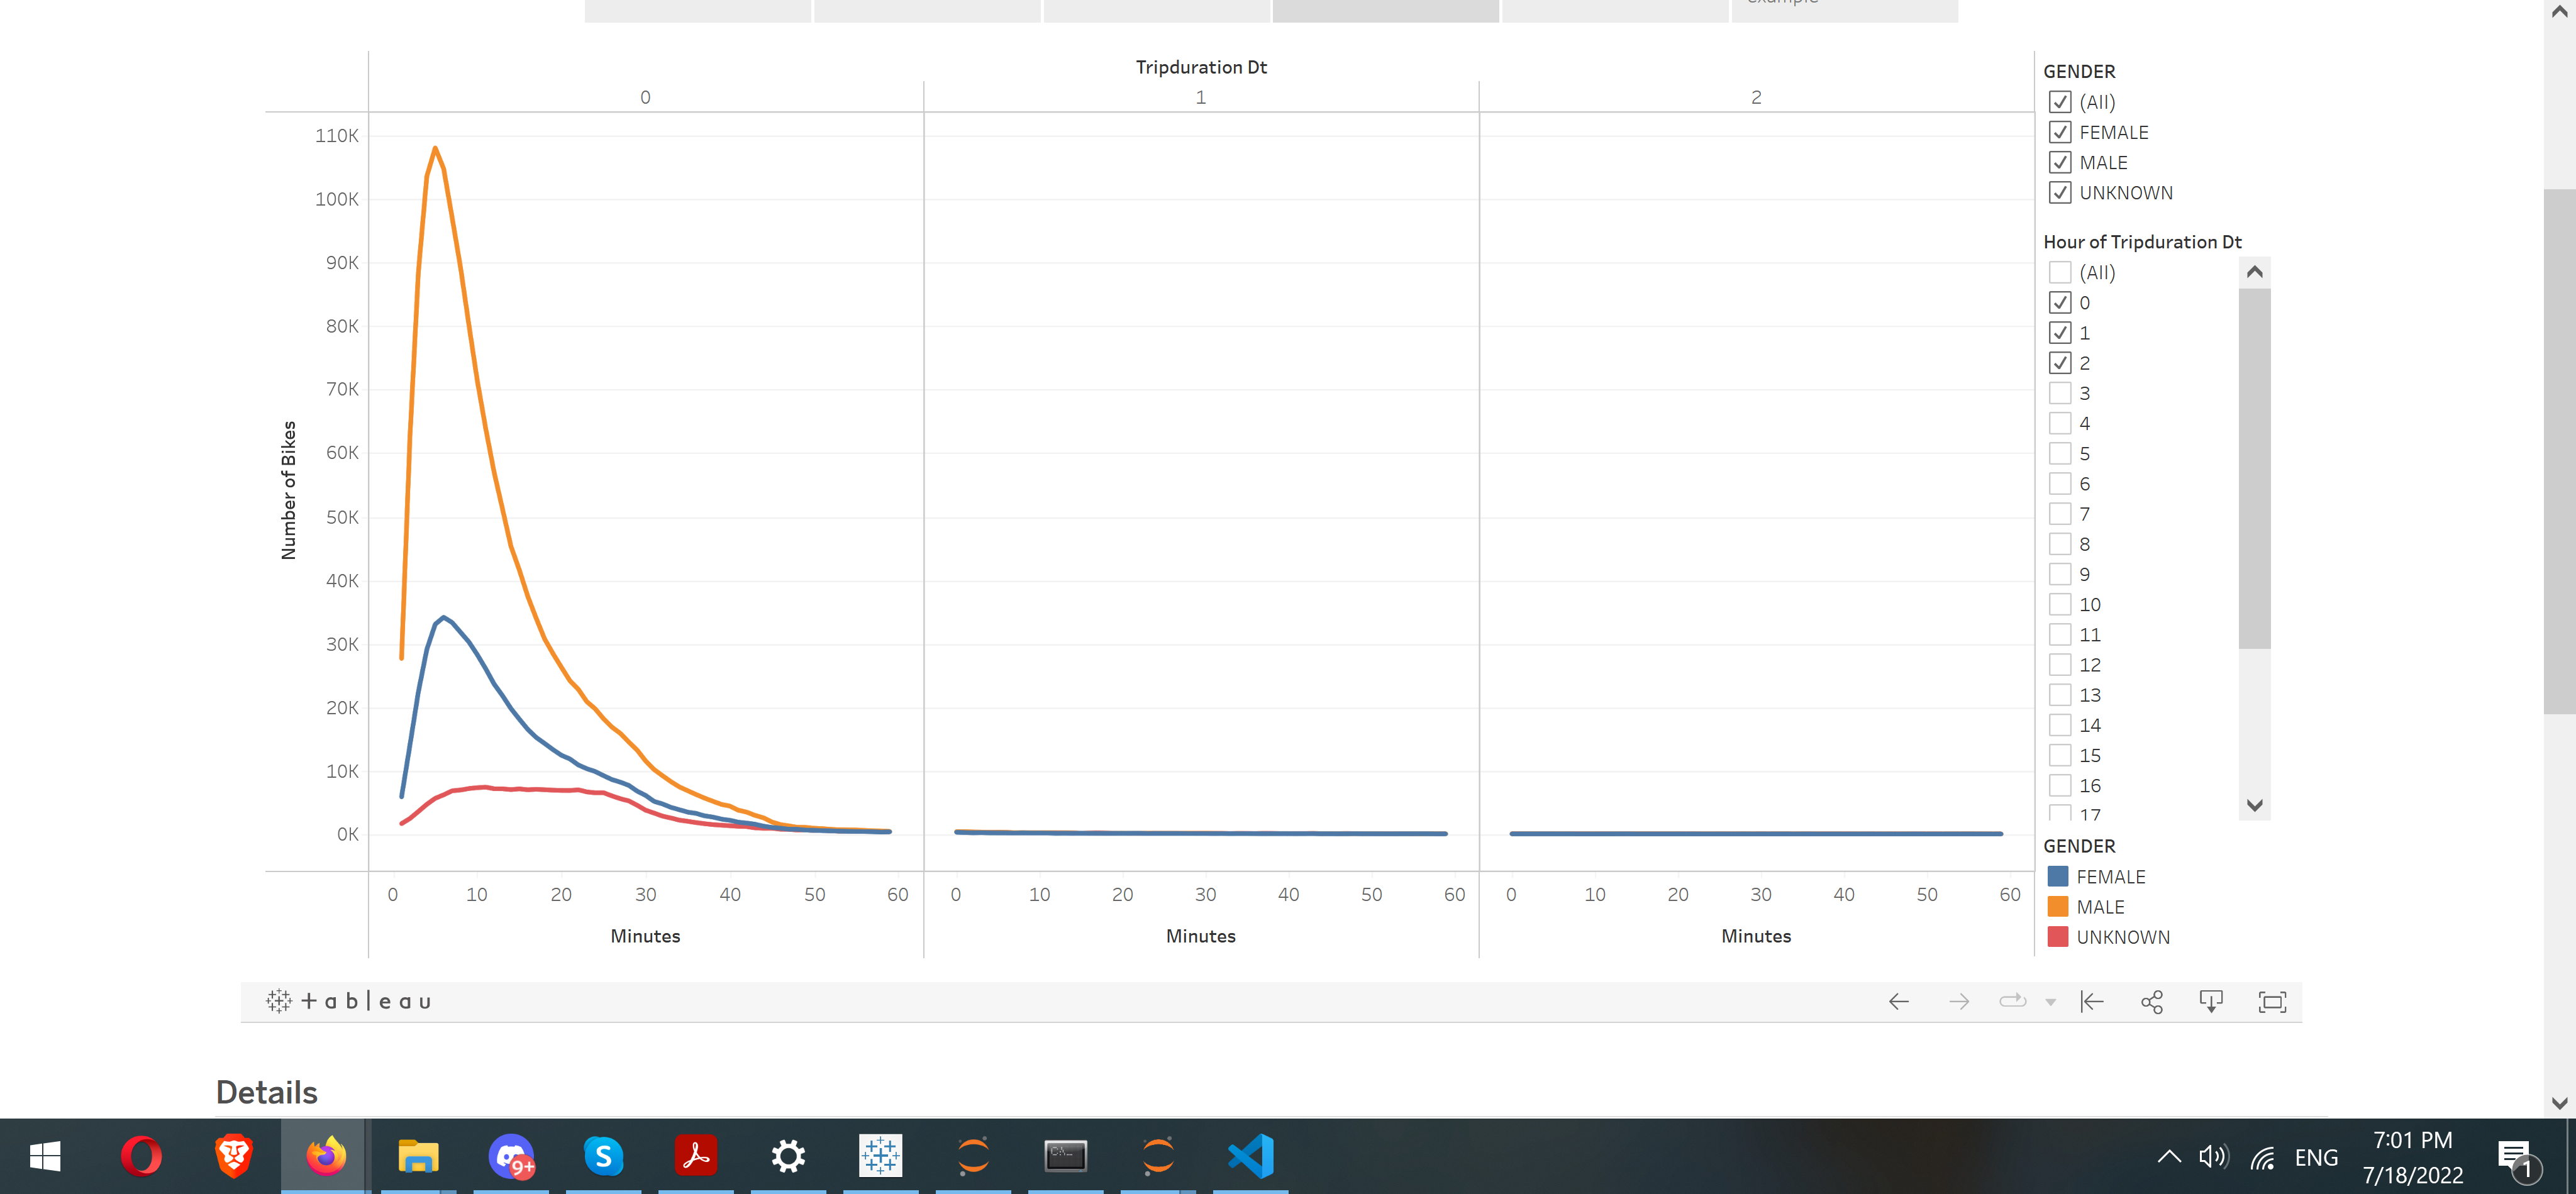 example
Tripduration Dt
0 1 2
110K
100K
90K
80K
70K
60K
50K
40K
30K
20K
10K
0K
Number of Bikes
0 10 20 30 40 50 60 0 10 20 30 40 50 60 0 10 20 30 40 50 60
Minutes Minutes Minutes
GENDER
(All)
FEMALE
MALE
UNKNOWN
Hour of Tripduration Dt
(All)
0
1
2
3
4
5
6
7
8
9
10
11
12
13
14
15
16
17
GENDER
FEMALE
MALE
UNKNOWN
+ableau
Details
9+
S
C:\...
ENG
7:01 PM
7/18/2022
1